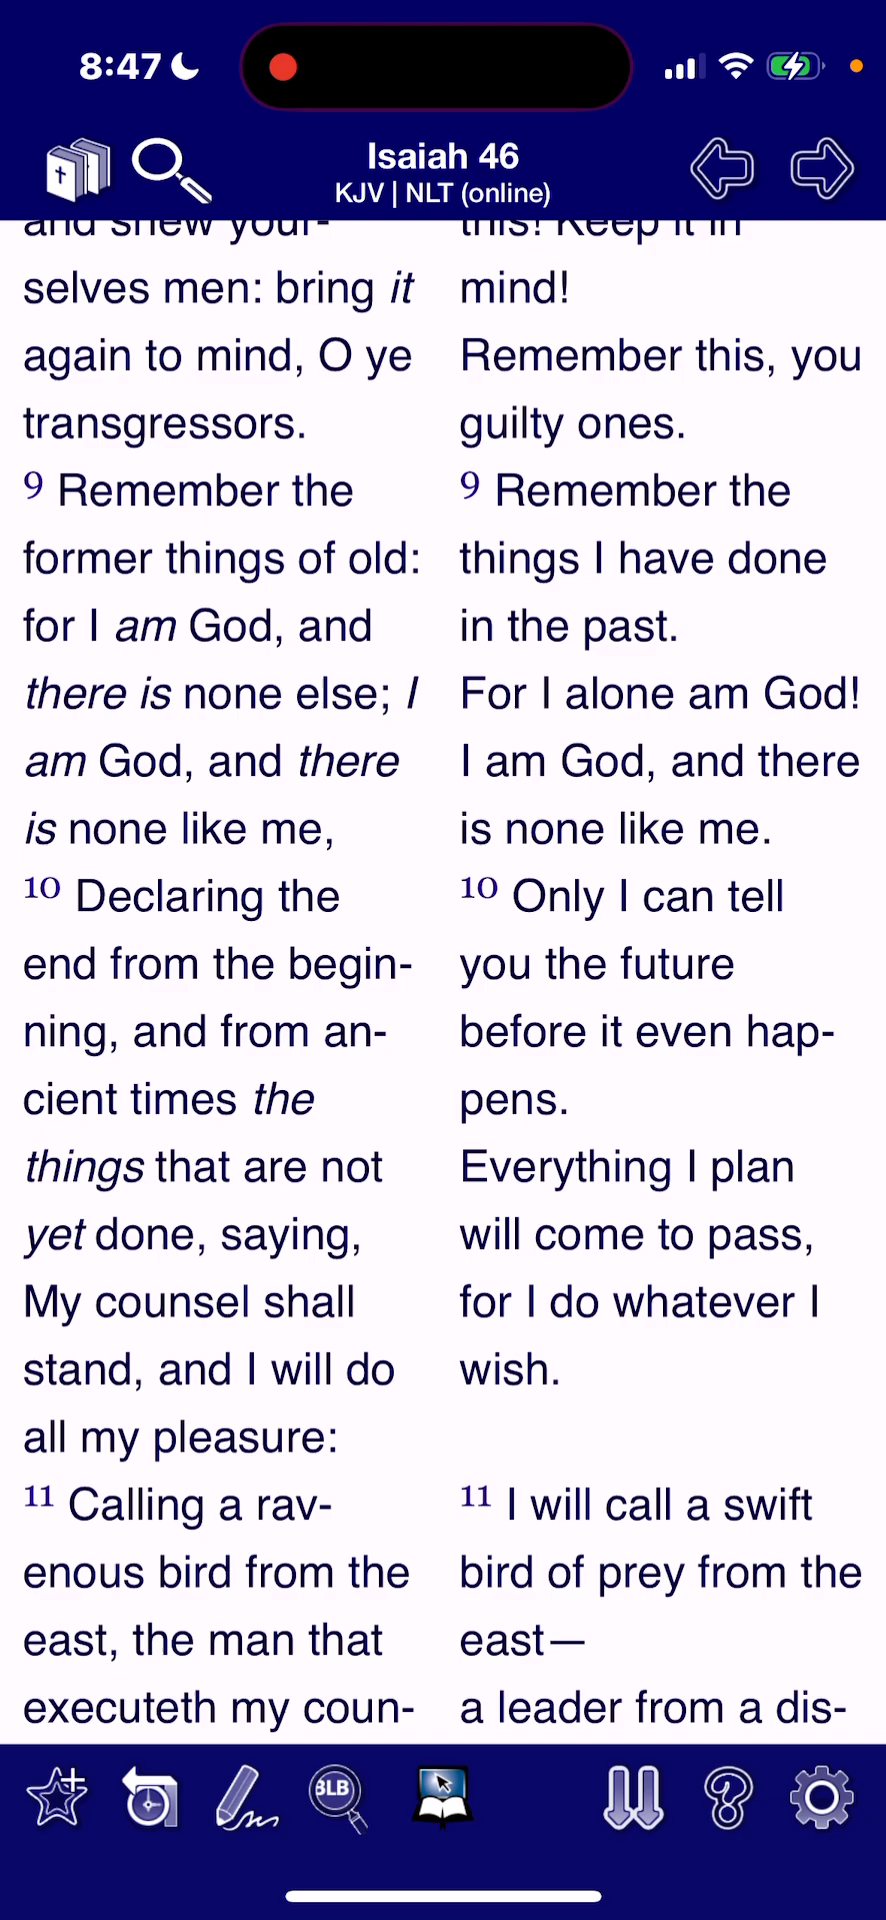 8:47
Isaiah 46
KJV | NLT (online)
and shew your-
selves men: bring it
again to mind, O ye
transgressors.
9 Remember the
former things of old:
for I am God, and
there is none else; I
am God, and there
is none like me,
10 Declaring the
end from the begin-
ning, and from an-
cient times the
things that are not
yet done, saying,
My counsel shall
stand, and I will do
all my pleasure:
11 Calling a rav-
enous bird from the
east, the man that
executeth my coun-
this! Keep it in
mind!
Remember this, you
guilty ones.
9 Remember the
things I have done
in the past.
For I alone am God!
I am God, and there
is none like me.
10 Only I can tell
you the future
before it even hap-
pens.
Everything I plan
will come to pass,
for I do whatever I
wish.
11 I will call a swift
bird of prey from the
east—
a leader from a dis-
BLB